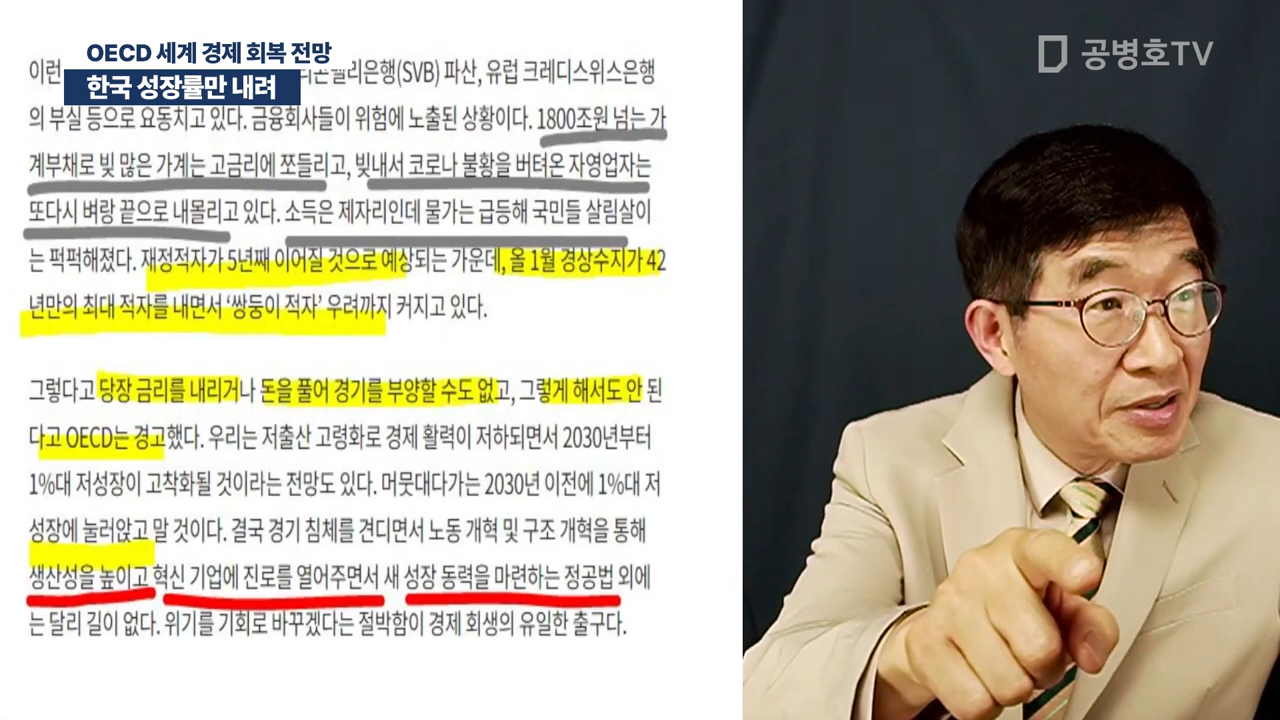 OECD 세계 경제 회복 전망
한국 성장률만 내려
공병호TV
이런 리콘밸리은행(SVB) 파산, 유럽 크레디스위스은행
의 부실 등으로 요동치고 있다. 금융회사들이 위험에 노출된 상황이다. 1800조원 넘는 가
계부채로 빚 많은 가계는 고금리에 쪼들리고, 빚내서 코로나 불황을 버텨온 자영업자는
또다시 벼랑 끝으로 내몰리고 있다. 소득은 제자리인데 물가는 급등해 국민들 살림살이
는 퍽퍽해졌다. 재정적자가 5년째 이어질 것으로 예상되는 가운데, 올 1월 경상수지가 42
년만의 최대 적자를 내면서 ‘쌍둥이 적자’ 우려까지 커지고 있다.
그렇다고 당장 금리를 내리거나 돈을 풀어 경기를 부양할 수도 없고, 그렇게 해서도 안 된
다고 OECD는 경고했다. 우리는 저출산 고령화로 경제 활력이 저하되면서 2030년부터
1%대 저성장이 고착화될 것이라는 전망도 있다. 머뭇대다가는 2030년 이전에 1%대 저
성장에 눌러앉고 말 것이다. 결국 경기 침체를 견디면서 노동 개혁 및 구조 개혁을 통해
생산성을 높이고 혁신 기업에 진로를 열어주면서 새 성장 동력을 마련하는 정공법 외에
는 달리 길이 없다. 위기를 기회로 바꾸겠다는 절박함이 경제 회생의 유일한 출구다.